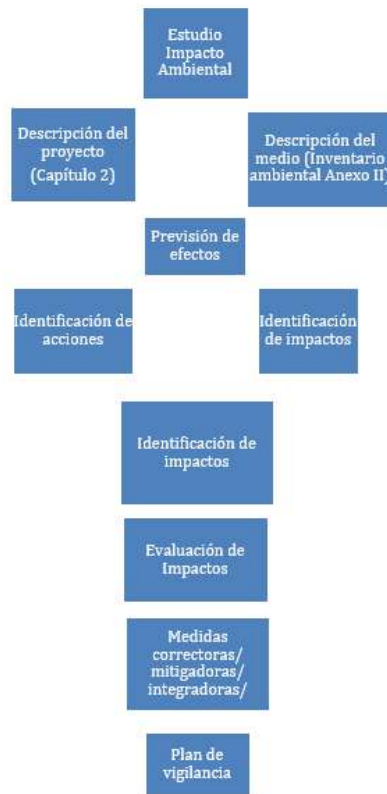 Estudio
Impacto
Ambiental
Descripción del
proyecto
(Capítulo 2)
Descripción del
medio (Inventario
ambiental Anexo II)
Previsión de
efectos
Identificación de
acciones
Identificación
de impactos
Identificación de
impactos
Evaluación de
Impactos
Medidas
correctoras/
mitigadoras/
integradoras/
Plan de
vigilancia